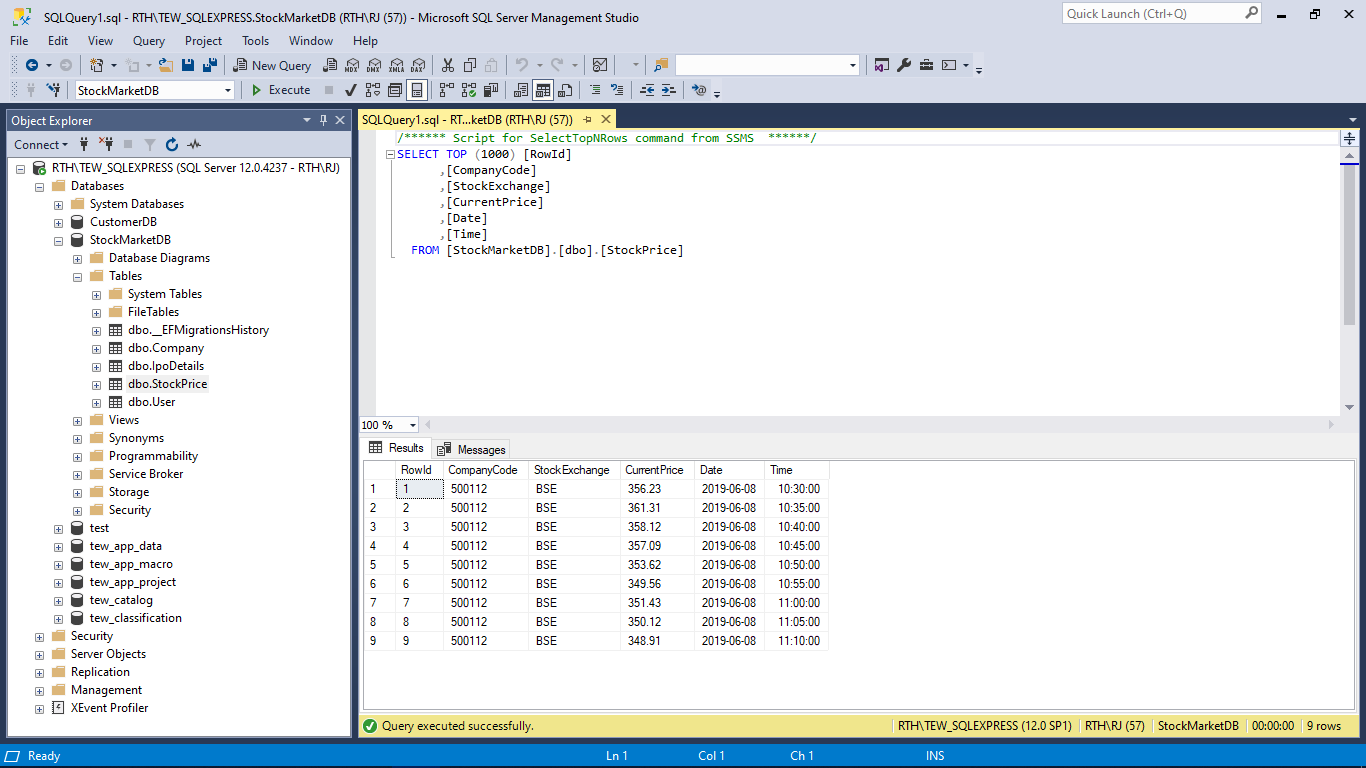 SQLQuery1.sql - RTH\TEW_SQLEXPRESS.StockMarketDB (RTH\RJ (57)) - Microsoft SQL Server Management Studio
Quick Launch (Ctrl+Q)
File Edit View Query Project Tools Window Help
New Query MDX DMX XMLA DAX
StockMarketDB Execute
Object Explorer
Connect
RTH\TEW_SQLEXPRESS (SQL Server 12.0.4237 - RTH\RJ)
Databases
System Databases
CustomerDB
StockMarketDB
Database Diagrams
Tables
System Tables
FileTables
dbo.__EFMigrationsHistory
dbo.Company
dbo.IpoDetails
dbo.StockPrice
dbo.User
Views
Synonyms
Programmability
Service Broker
Storage
Security
test
tew_app_data
tew_app_macro
tew_app_project
tew_catalog
tew_classification
Security
Server Objects
Replication
Management
XEvent Profiler
SQLQuery1.sql - RT...ketDB (RTH\RJ (57))
/****** Script for SelectTopNRows command from SSMS  ******/
SELECT TOP (1000) [RowId]
,[CompanyCode]
,[StockExchange]
,[CurrentPrice]
,[Date]
,[Time]
FROM [StockMarketDB].[dbo].[StockPrice]
100 %
Results Messages
RowId CompanyCode StockExchange CurrentPrice Date Time
1 1 500112 BSE 356.23 2019-06-08 10:30:00
2 2 500112 BSE 361.31 2019-06-08 10:35:00
3 3 500112 BSE 358.12 2019-06-08 10:40:00
4 4 500112 BSE 357.09 2019-06-08 10:45:00
5 5 500112 BSE 353.62 2019-06-08 10:50:00
6 6 500112 BSE 349.56 2019-06-08 10:55:00
7 7 500112 BSE 351.43 2019-06-08 11:00:00
8 8 500112 BSE 350.12 2019-06-08 11:05:00
9 9 500112 BSE 348.91 2019-06-08 11:10:00
Query executed successfully. RTH\TEW_SQLEXPRESS (12.0 SP1) RTH\RJ (57) StockMarketDB 00:00:00 9 rows
Ready Ln 1 Col 1 Ch 1 INS